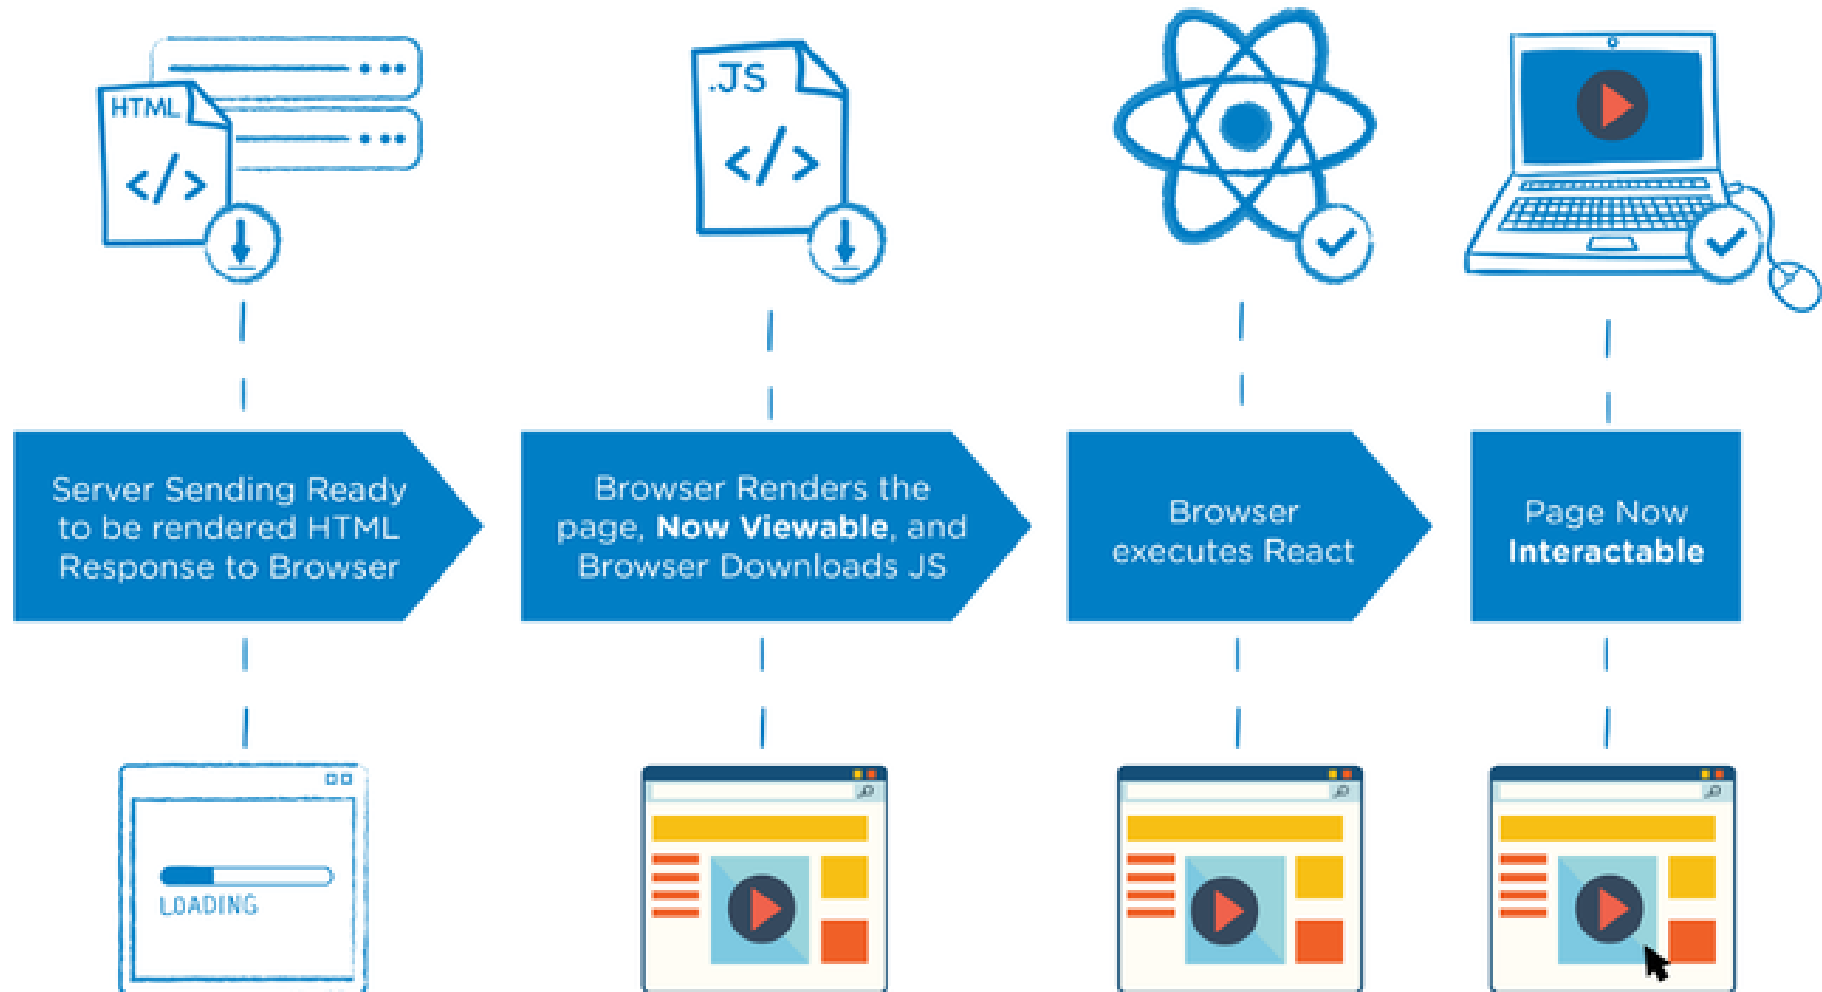 HTML
</>
.JS
</>
Server Sending Ready
to be rendered HTML
Response to Browser
Browser Renders the
page, Now Viewable, and
Browser Downloads JS
Browser
executes React
Page Now
Interactable
LOADING